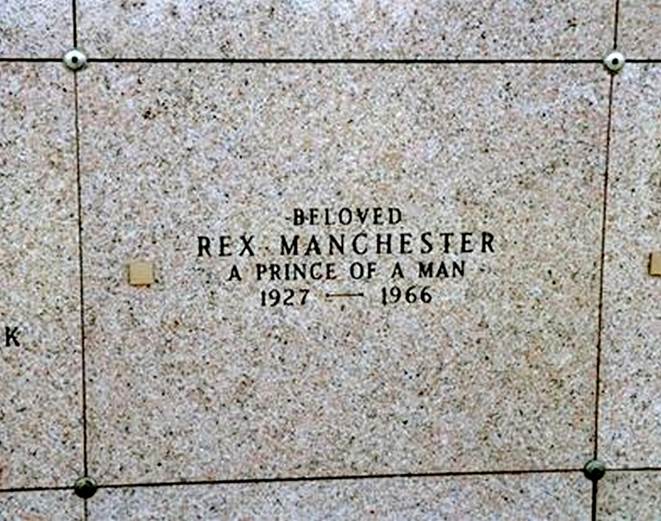 BELOVED
REX MANCHESTER
A PRINCE OF A MAN
1927 — 1966
K